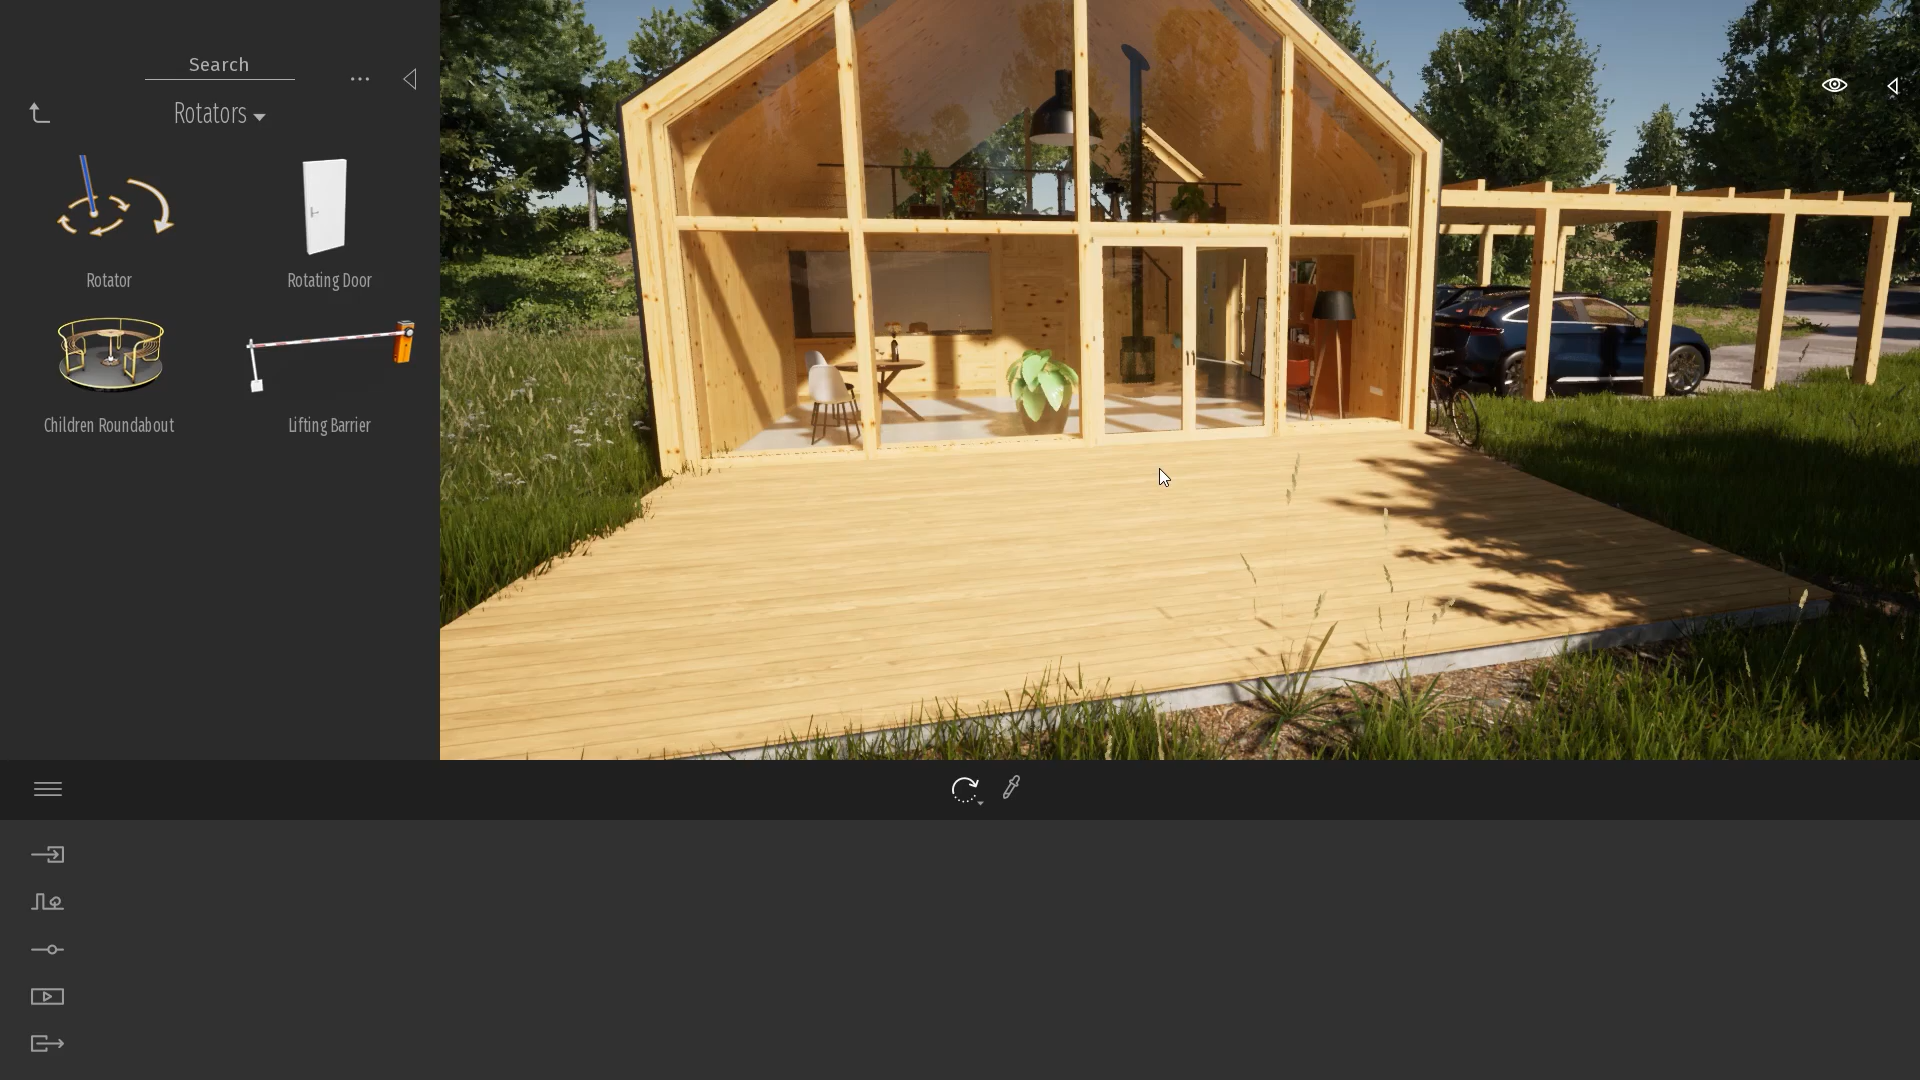 Search
Rotators
Rotator
Rotating Door
Children Roundabout
Lifting Barrier